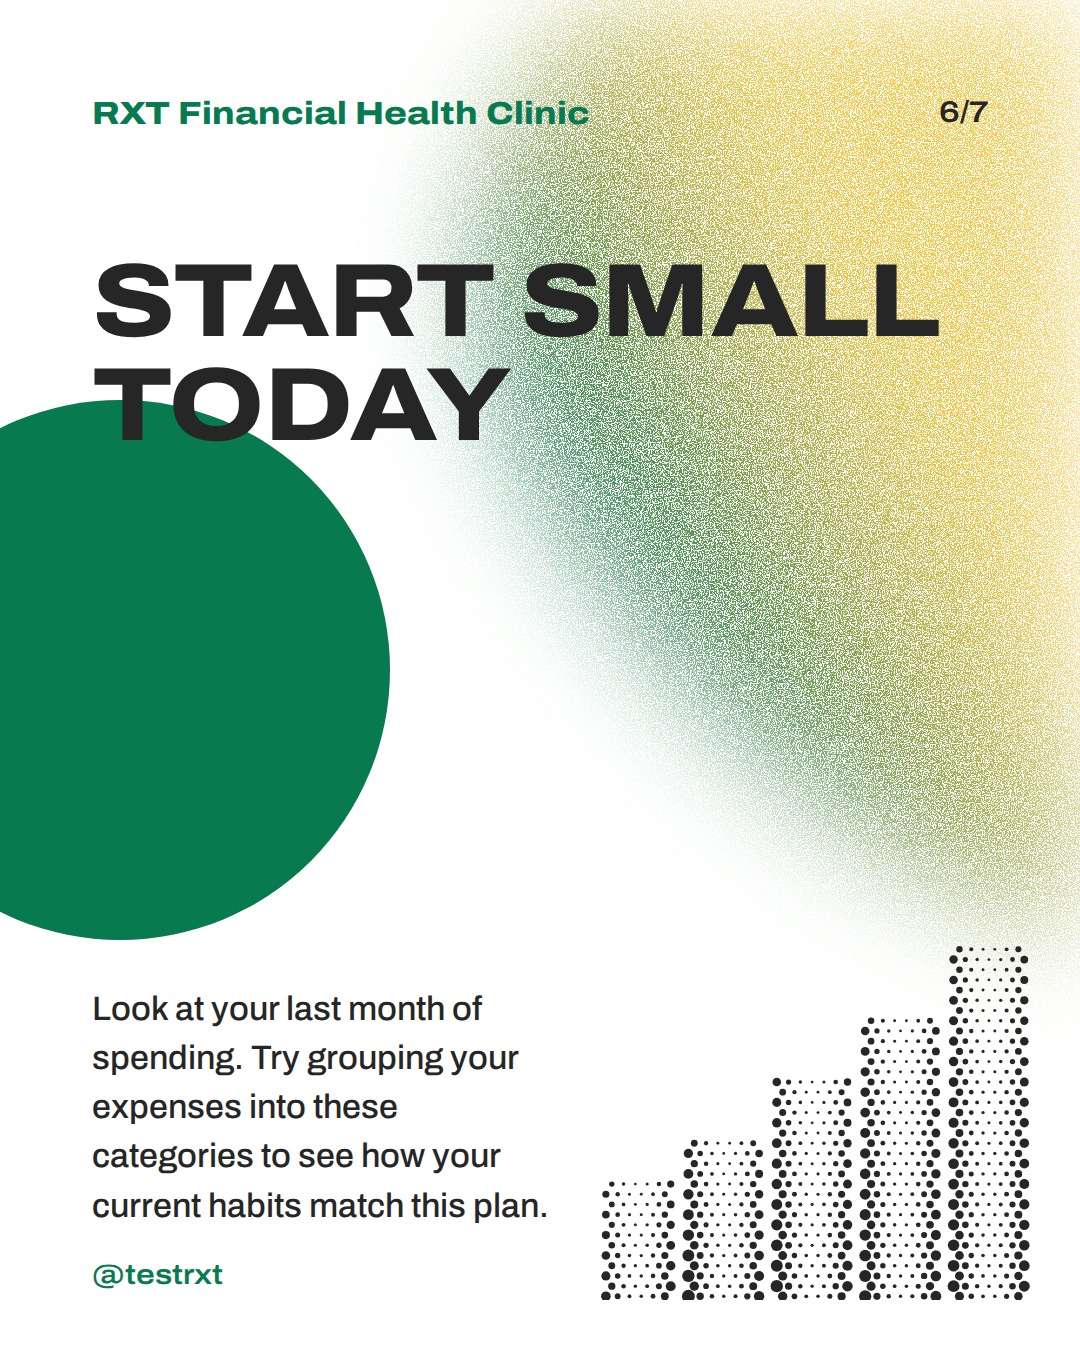 RXT Financial Health Clinic
6/7
START SMALL
TODAY
Look at your last month of
spending. Try grouping your
expenses into these
categories to see how your
current habits match this plan.
@testrxt